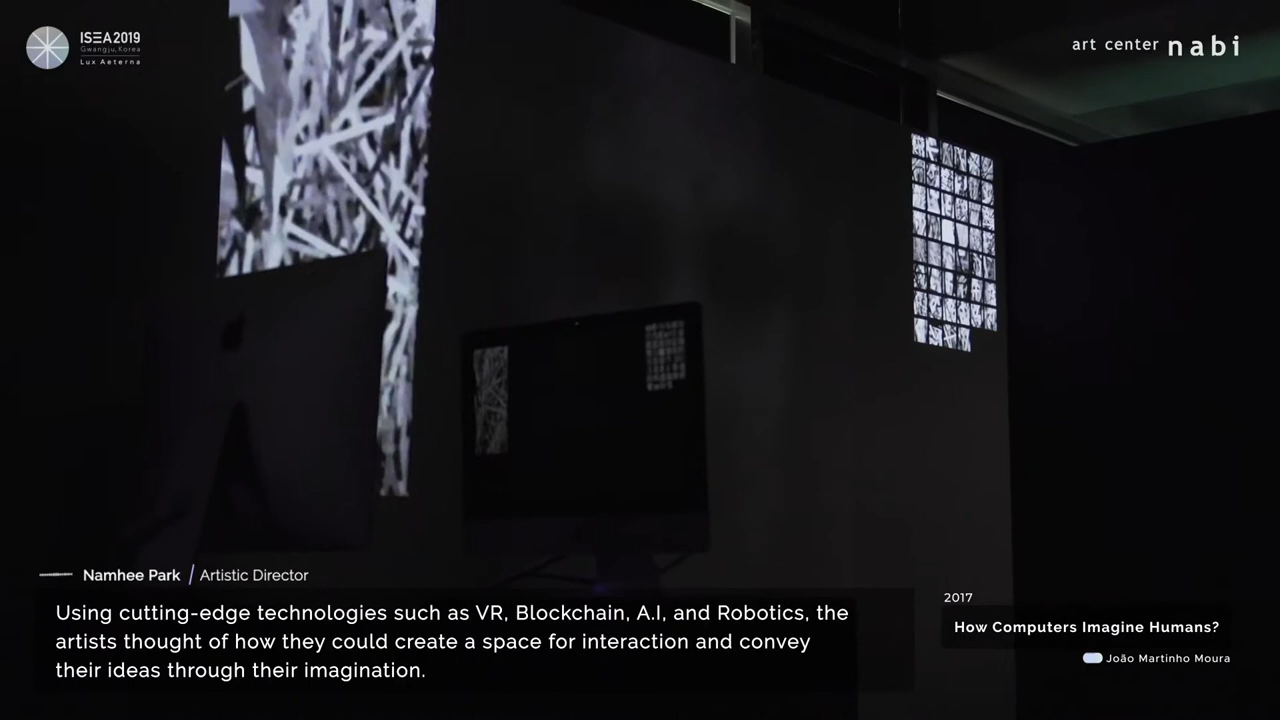 ISEA2019
Gwangju, Korea
Lux Aeterna
art center nabi
Namhee Park / Artistic Director
Using cutting-edge technologies such as VR, Blockchain, A.I, and Robotics, the
artists thought of how they could create a space for interaction and convey
their ideas through their imagination.
2017
How Computers Imagine Humans?
João Martinho Moura